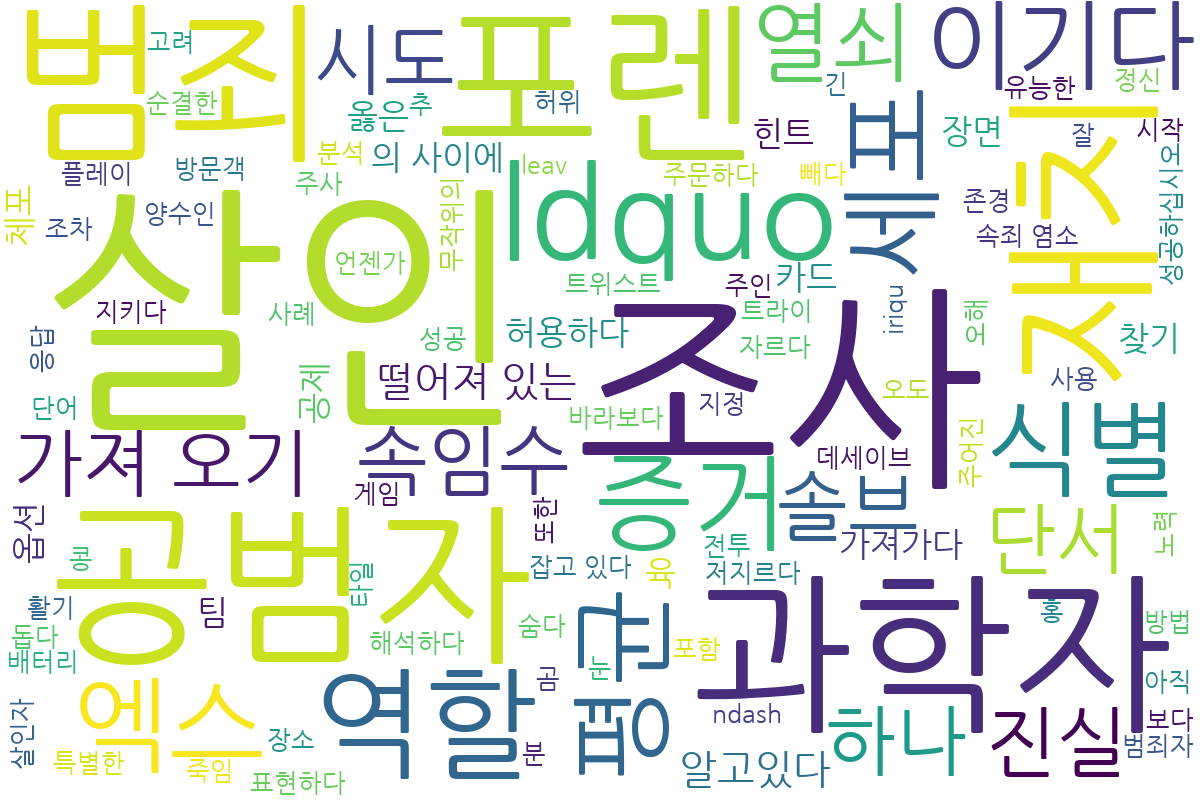 범죄
고려
순결한
시도
포렌
열쇠
이기다
긴
유능한
정신
옳은
추
허위
힌트
장면
잘
시작
플레이
방문객
분석
의 사이에
leav
주문하다
빼다
세포
재치
체포
조차
양수인
주사
무작위의
ldquo
존경
속죄 염소
성공하십시오
살인
언젠가
트위스트
주인
카드
iriqu
오해
지키다
사례
성공
허용하다
트라이
자르다
찾기
응답
단어
공제
떨어져 있는
바라보다
조사
지정
오도
사용
가져 오기
속임수
게임
또한
증거
데세이브
솔브
주어진
식별
옵션
콩
공범자
타일
잡고 있다
육
전투
저지르다
가져가다
단서
노력
활기
돕다
배터리
팀
해석하다
숨다
규범
눈
포함
과학자
홍
방법
아직
살인자
엑스
특별한
죽임
장소
표현하다
역할
곰
분
ndash
알고있다
하나
진실
보다
범죄자